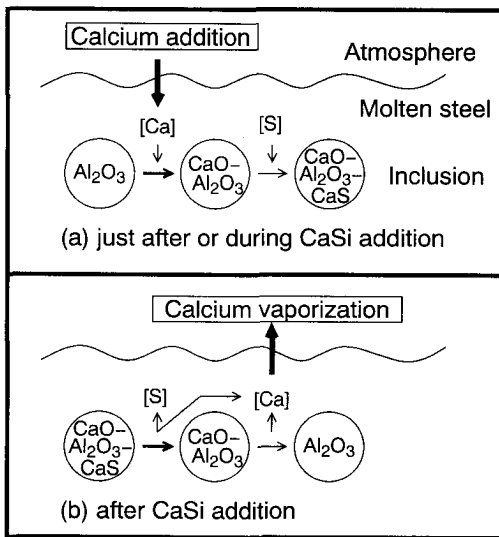 Calcium addition
Atmosphere
Molten steel
[Ca]
[S]
Al₂O₃
CaO–
Al₂O₃
CaO–
Al₂O₃–
CaS
Inclusion
(a) just after or during CaSi addition
Calcium vaporization
[S]
[Ca]
CaO–
Al₂O₃–
CaS
CaO–
Al₂O₃
Al₂O₃
(b) after CaSi addition